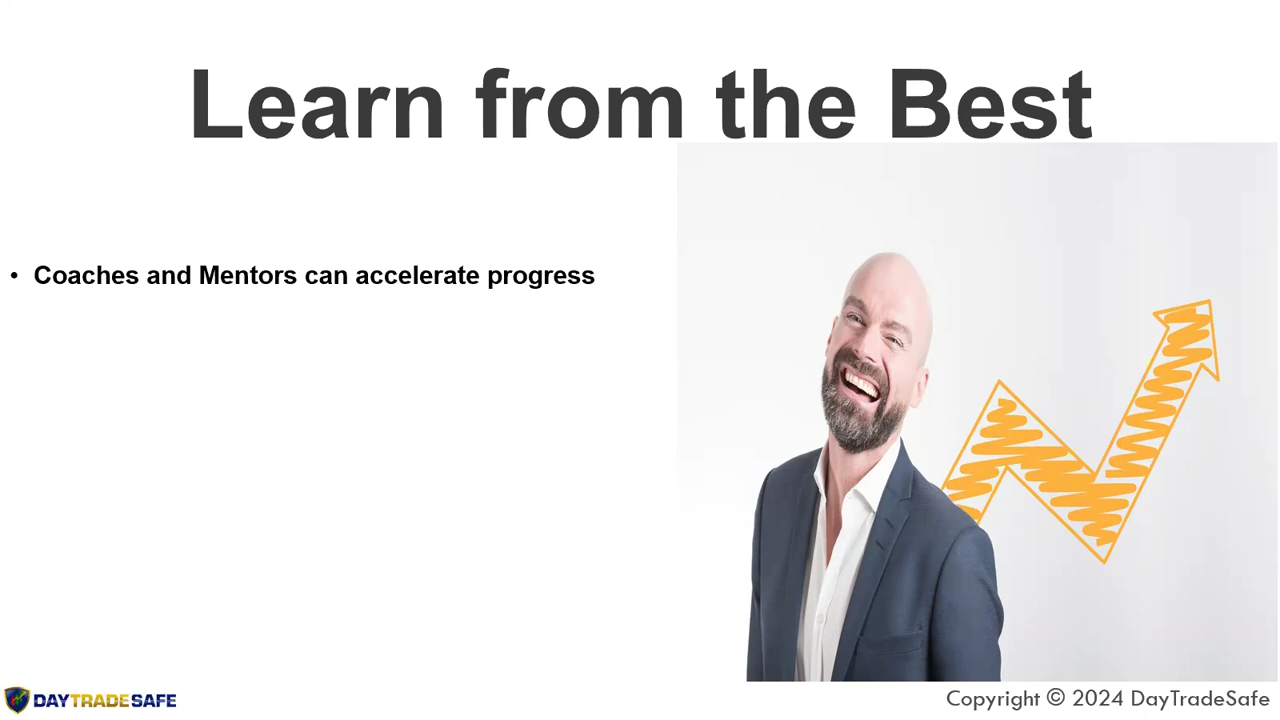 Learn from the Best
• Coaches and Mentors can accelerate progress
DAYTRADESAFE
Copyright © 2024 DayTradeSafe